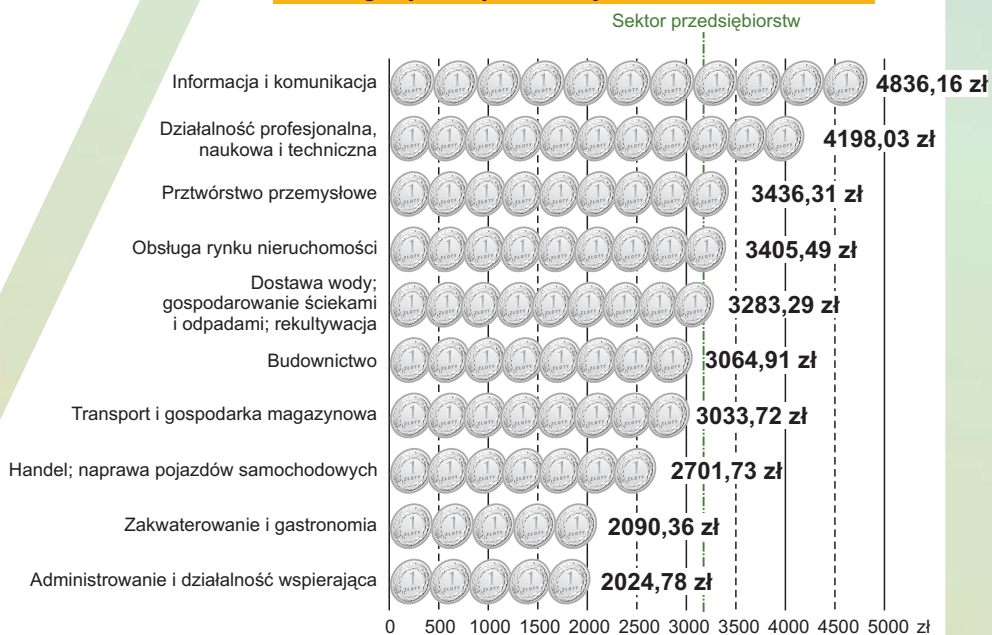 Sektor przedsiębiorstw
Informacja i komunikacja
4836,16 zł
Działalność profesjonalna,
naukowa i techniczna
4198,03 zł
Prztwórstwo przemysłowe
3436,31 zł
Obsługa rynku nieruchomości
3405,49 zł
Dostawa wody;
gospodarowanie ściekami
i odpadami; rekultywacja
3283,29 zł
Budownictwo
3064,91 zł
Transport i gospodarka magazynowa
3033,72 zł
Handel; naprawa pojazdów samochodowych
2701,73 zł
Zakwaterowanie i gastronomia
2090,36 zł
Administrowanie i działalność wspierająca
2024,78 zł
0 500 1000 1500 2000 2500 3000 3500 4000 4500 5000 zł